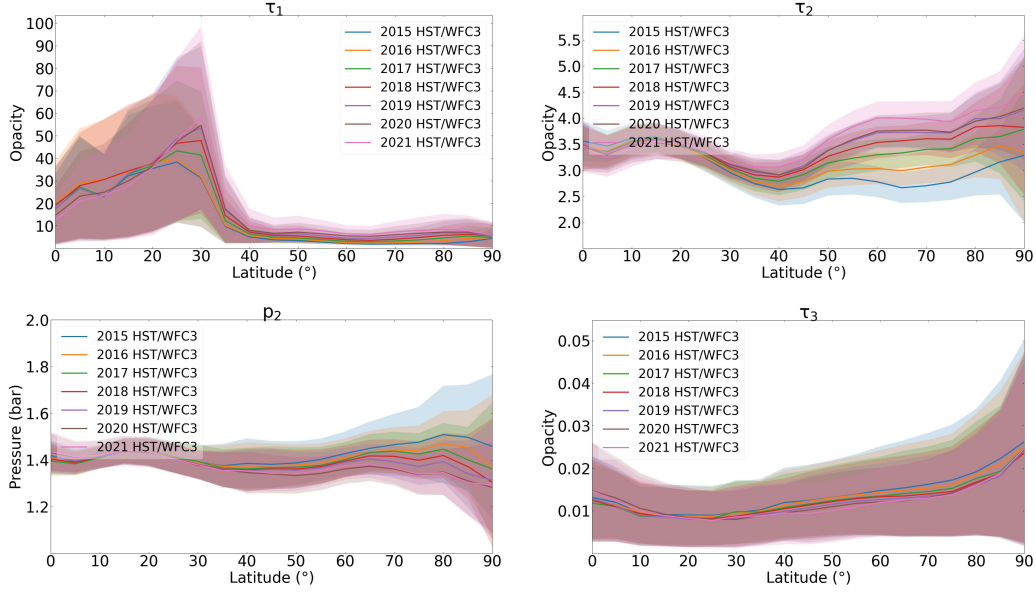 τ1
100
90
80
70
60
50
40
30
20
10
Opacity
0 10 20 30 40 50 60 70 80 90
Latitude (°)
2015 HST/WFC3
2016 HST/WFC3
2017 HST/WFC3
2018 HST/WFC3
2019 HST/WFC3
2020 HST/WFC3
2021 HST/WFC3
τ2
5.5
5.0
4.5
4.0
3.5
3.0
2.5
2.0
Opacity
0 10 20 30 40 50 60 70 80 90
Latitude (°)
2015 HST/WFC3
2016 HST/WFC3
2017 HST/WFC3
2018 HST/WFC3
2019 HST/WFC3
2020 HST/WFC3
2021 HST/WFC3
p2
2.0
1.8
1.6
1.4
1.2
Pressure (bar)
0 10 20 30 40 50 60 70 80 90
Latitude (°)
2015 HST/WFC3
2016 HST/WFC3
2017 HST/WFC3
2018 HST/WFC3
2019 HST/WFC3
2020 HST/WFC3
2021 HST/WFC3
τ3
0.05
0.04
0.03
0.02
0.01
Opacity
0 10 20 30 40 50 60 70 80 90
Latitude (°)
2015 HST/WFC3
2016 HST/WFC3
2017 HST/WFC3
2018 HST/WFC3
2019 HST/WFC3
2020 HST/WFC3
2021 HST/WFC3